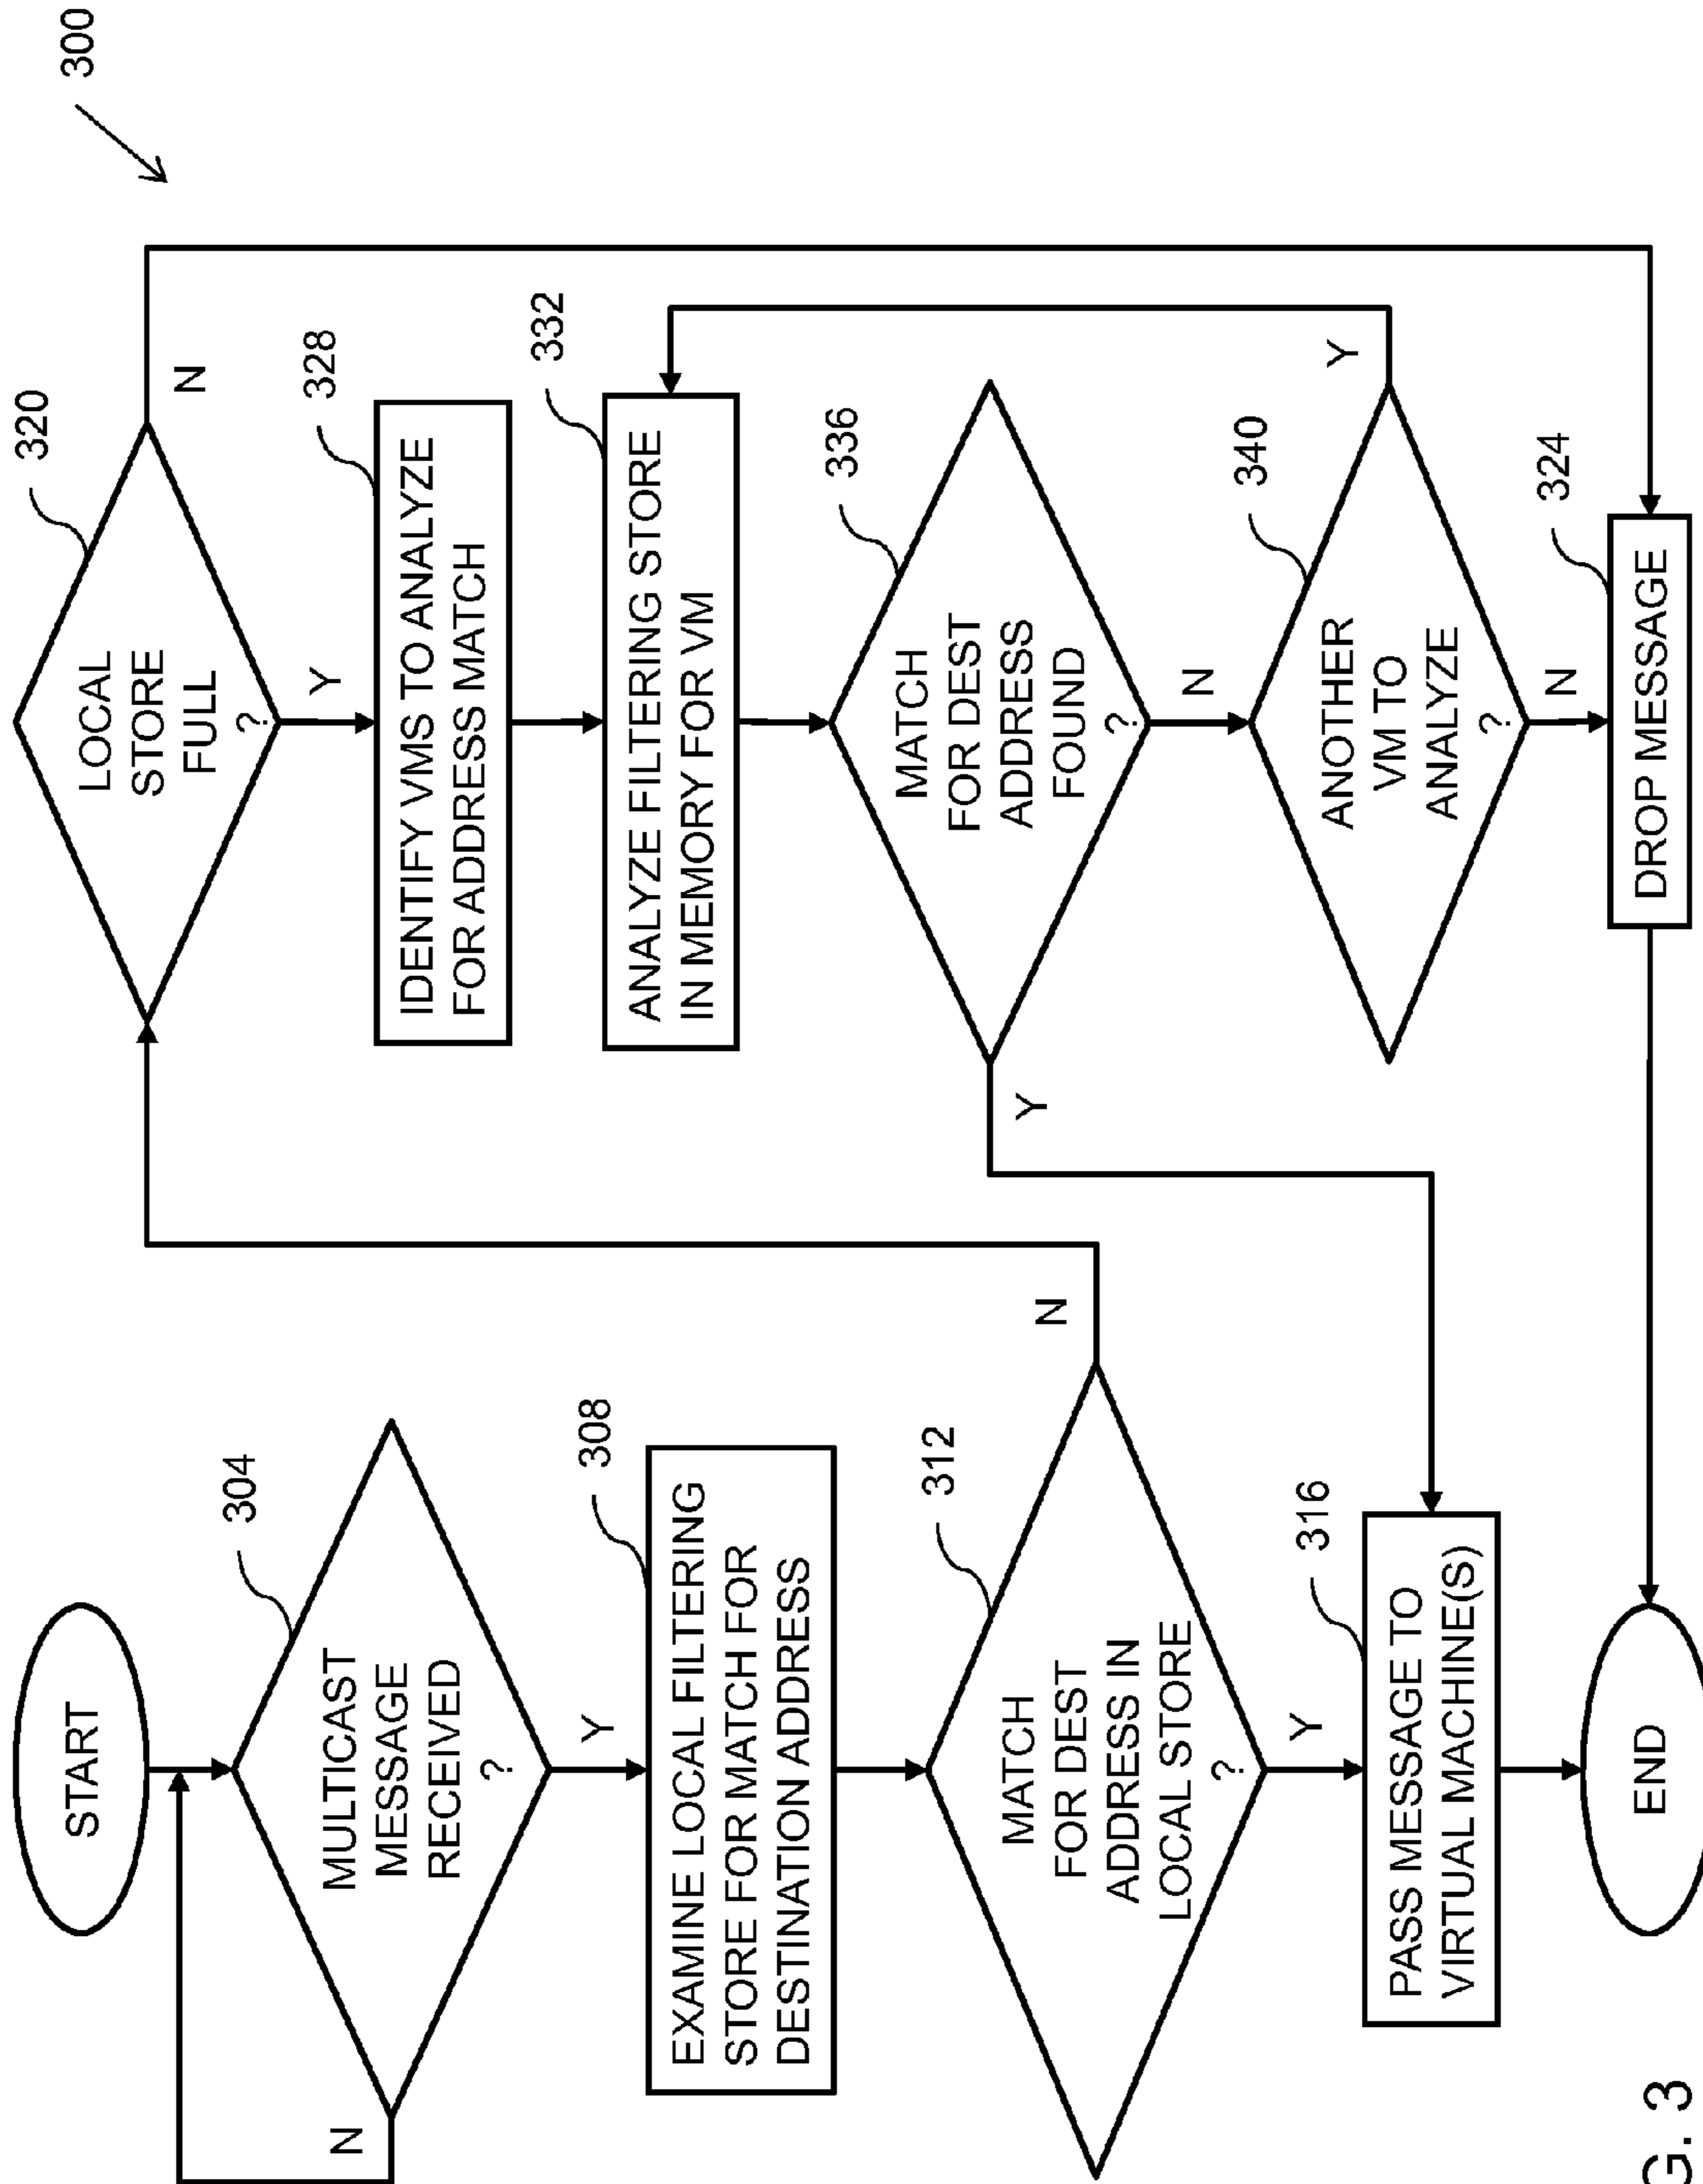 300
START
304
MULTICAST
MESSAGE
RECEIVED
?
N
Y
308
EXAMINE LOCAL FILTERING
STORE FOR MATCH FOR
DESTINATION ADDRESS
312
MATCH
FOR DEST
ADDRESS IN
LOCAL STORE
?
N
Y
316
PASS MESSAGE TO
VIRTUAL MACHINE(S)
END
320
LOCAL
STORE
FULL
?
N
Y
328
IDENTIFY VMS TO ANALYZE
FOR ADDRESS MATCH
332
ANALYZE FILTERING STORE
IN MEMORY FOR VM
336
MATCH
FOR DEST
ADDRESS
FOUND
?
Y
N
340
ANOTHER
VM TO
ANALYZE
?
Y
N
324
DROP MESSAGE
G. 3